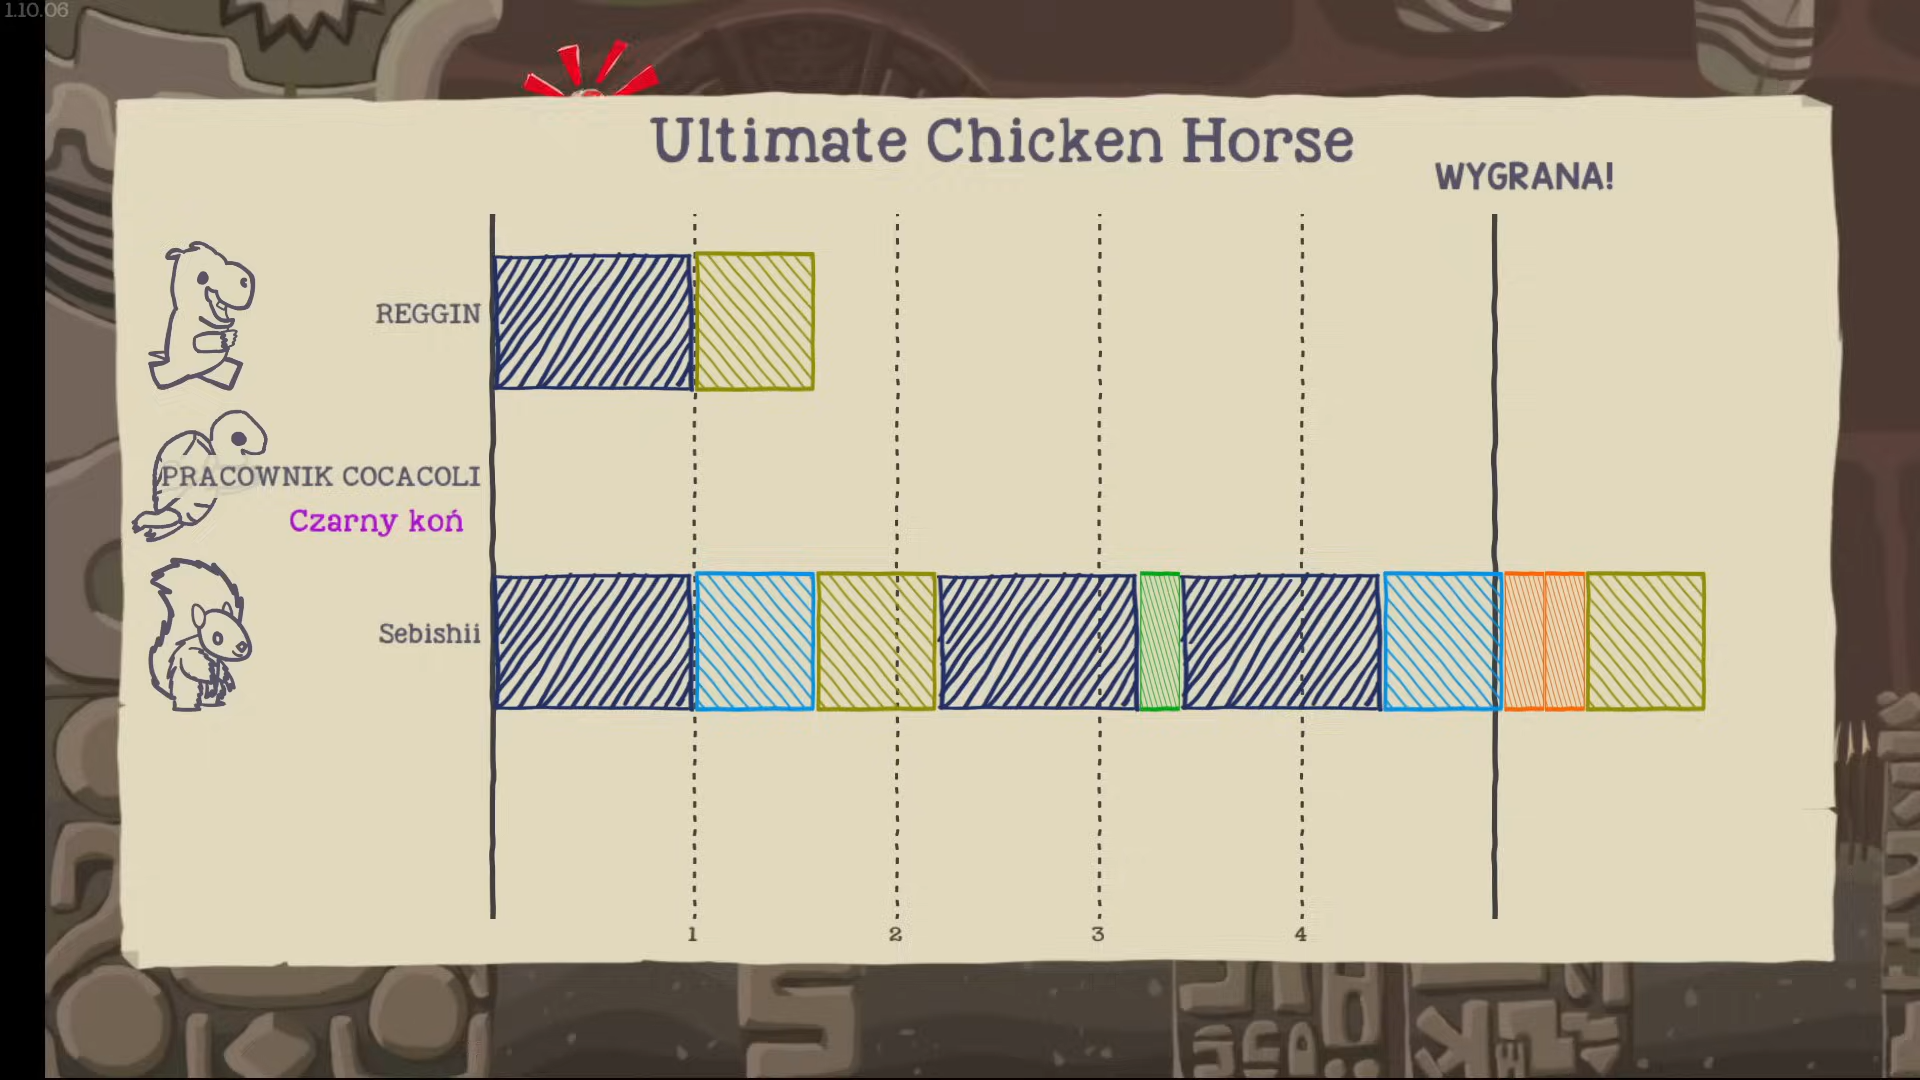 1.10.06
Ultimate Chicken Horse
WYGRANA!
REGGIN
PRACOWNIK COCACOLI
Czarny koń
Sebishii
1 2 3 4